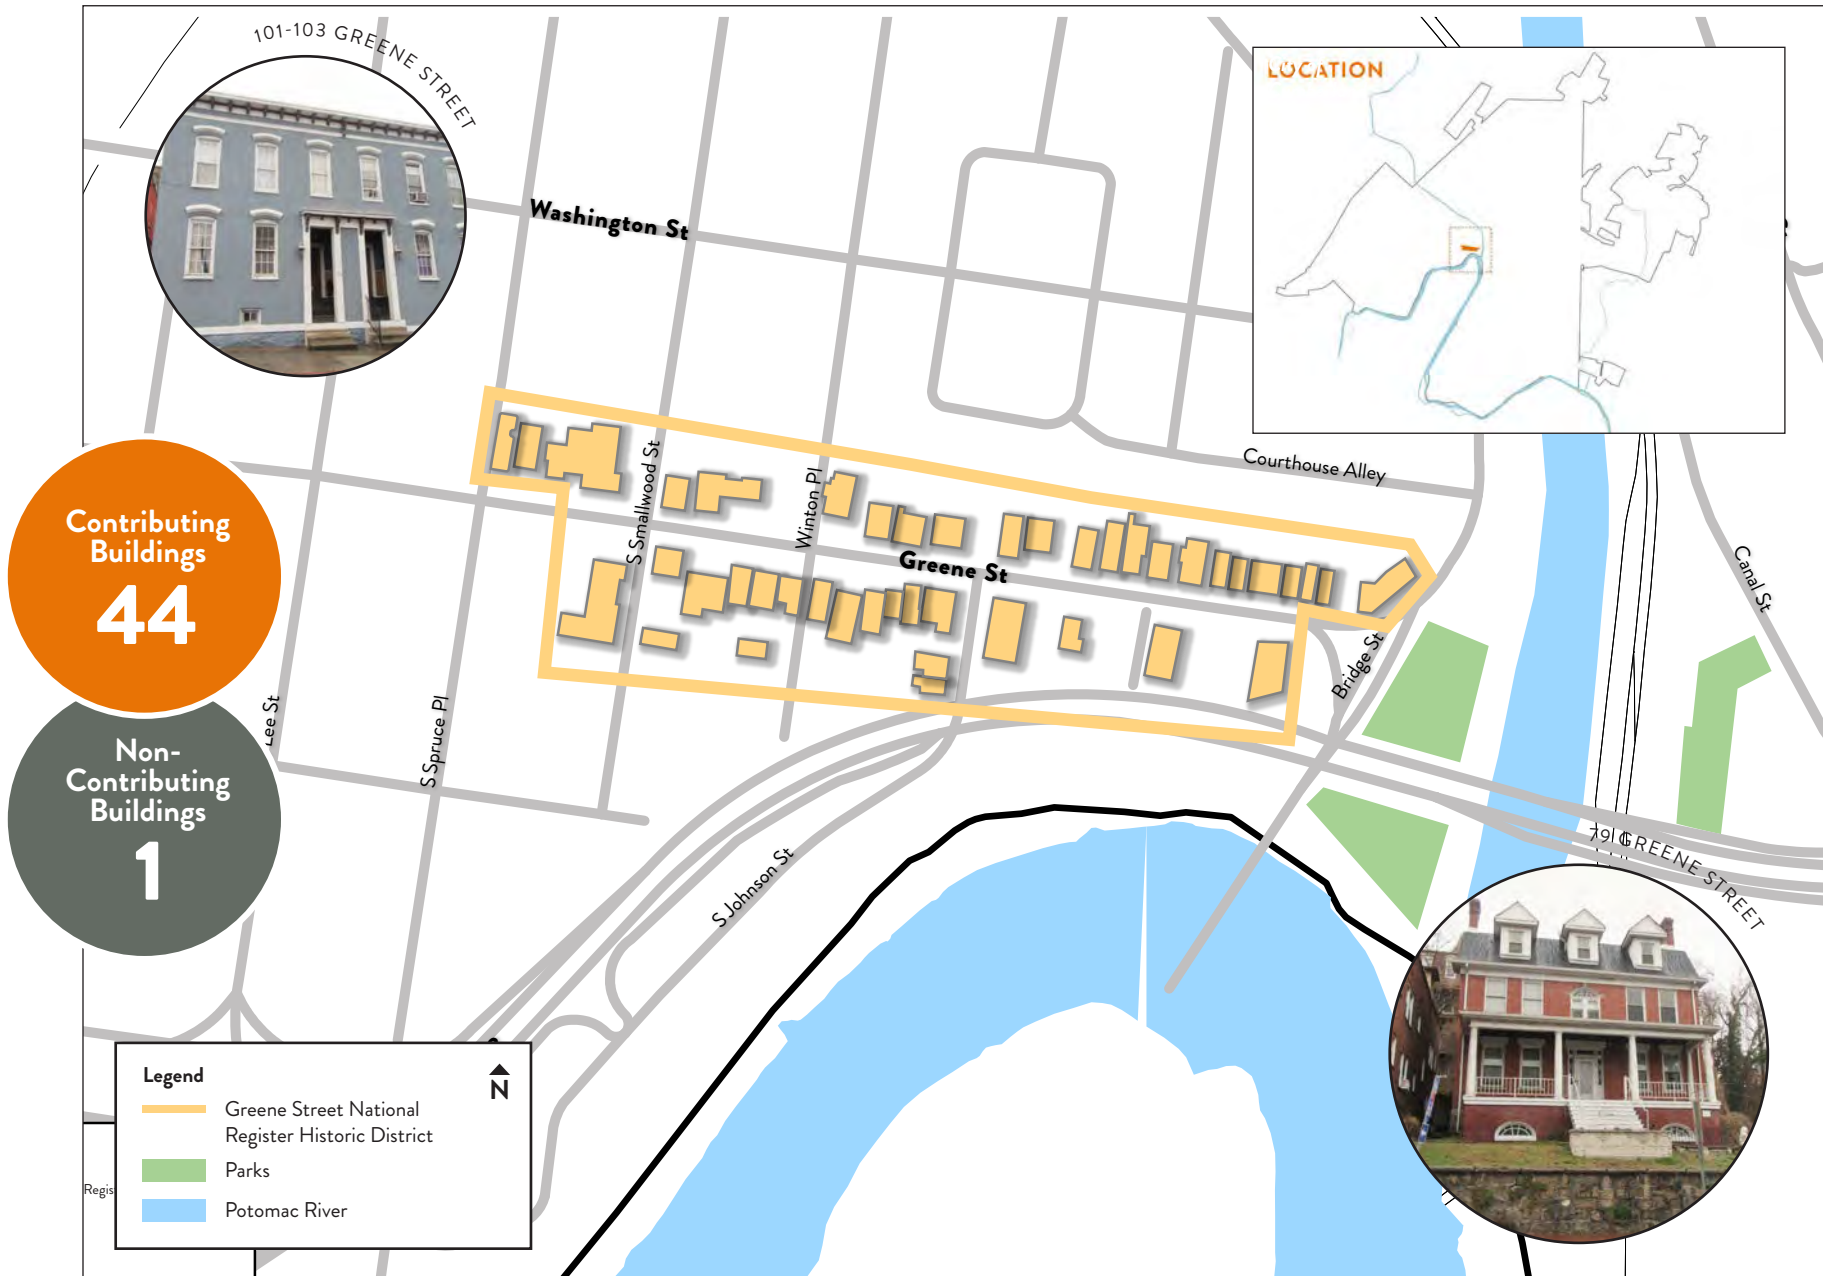 101-103 GREENE STREET
LOCATION
Washington St
Courthouse Alley
S Smallwood St
Winton Pl
Greene St
Canal St
Bridge St
Contributing
Buildings
44
Non-
Contributing
Buildings
1
Lee St
S Spruce Pl
S Johnson St
791 GREENE STREET
Legend
N
Greene Street National
Register Historic District
Parks
Potomac River
Regis